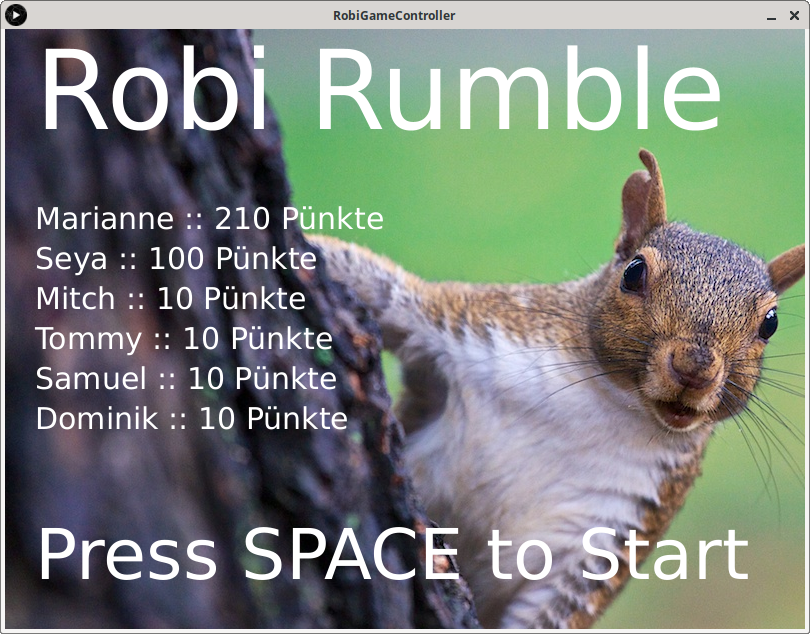 RobiGameController
Robi Rumble
Marianne :: 210 Pünkte
Seya :: 100 Pünkte
Mitch :: 10 Pünkte
Tommy :: 10 Pünkte
Samuel :: 10 Pünkte
Dominik :: 10 Pünkte
Press SPACE to Start